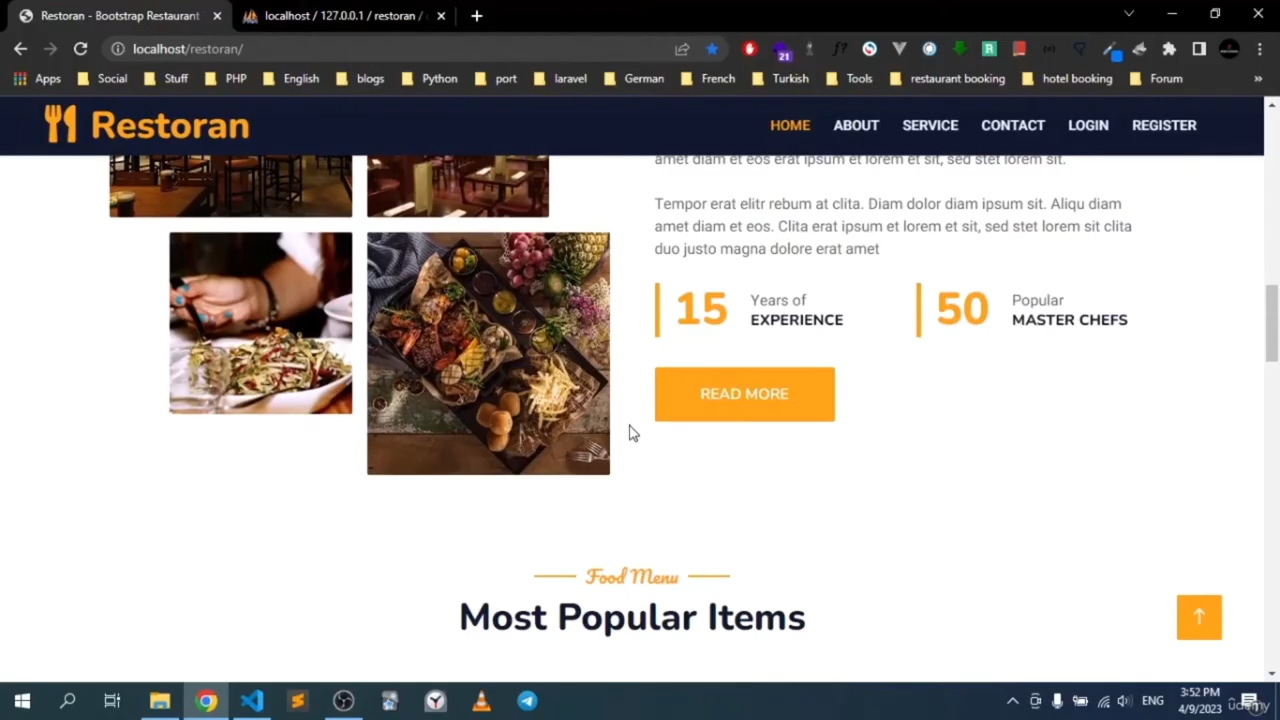 Restoran - Bootstrap Restaurant
localhost / 127.0.0.1 / restoran /
localhost/restoran/
21
f?
R
Apps
Social
Stuff
PHP
English
blogs
Python
port
laravel
German
French
Turkish
Tools
restaurant booking
hotel booking
Forum
»
Restoran
HOME
ABOUT
SERVICE
CONTACT
LOGIN
REGISTER
amet diam et eos erat ipsum et lorem et sit, sed stet lorem sit.
Tempor erat elitr rebum at clita. Diam dolor diam ipsum sit. Aliqu diam
amet diam et eos. Clita erat ipsum et lorem et sit, sed stet lorem sit clita
duo justo magna dolore erat amet
15
Years of
EXPERIENCE
50
Popular
MASTER CHEFS
READ MORE
Food Menu
Most Popular Items
ENG
3:52 PM
4/9/2023
udemy